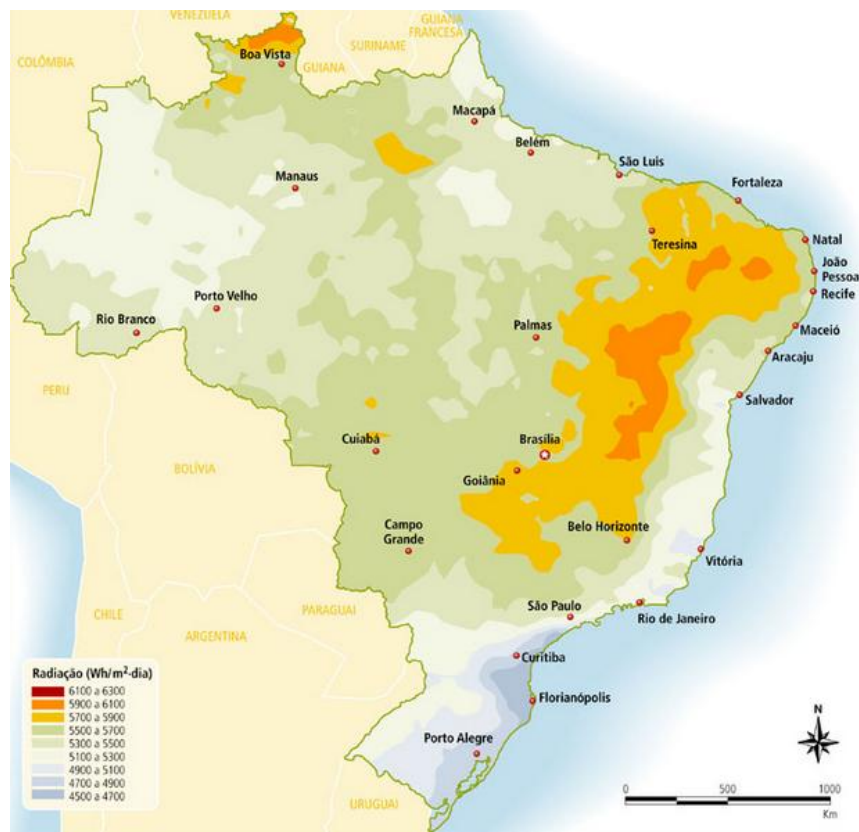 VENEZUELA
GUIANA
FRANCESA
SURINAME
COLÔMBIA
Boa Vista
GUIANA
Macapá
Belém
São Luis
Manaus
Fortaleza
Teresina
Natal
João
Pessoa
Recife
Porto Velho
Rio Branco
Palmas
Maceió
Aracaju
PERU
Salvador
Cuiabá
Brasília
BOLÍVIA
Goiânia
Campo
Grande
Belo Horizonte
Vitória
CHILE
PARAGUAI
São Paulo
Rio de Janeiro
ARGENTINA
Curitiba
Florianópolis
Porto Alegre
URUGUAI
Radiação (Wh/m²-dia)
6100 a 6300
5900 a 6100
5700 a 5900
5500 a 5700
5300 a 5500
5100 a 5300
4900 a 5100
4700 a 4900
4500 a 4700
N
0 500 1000
Km